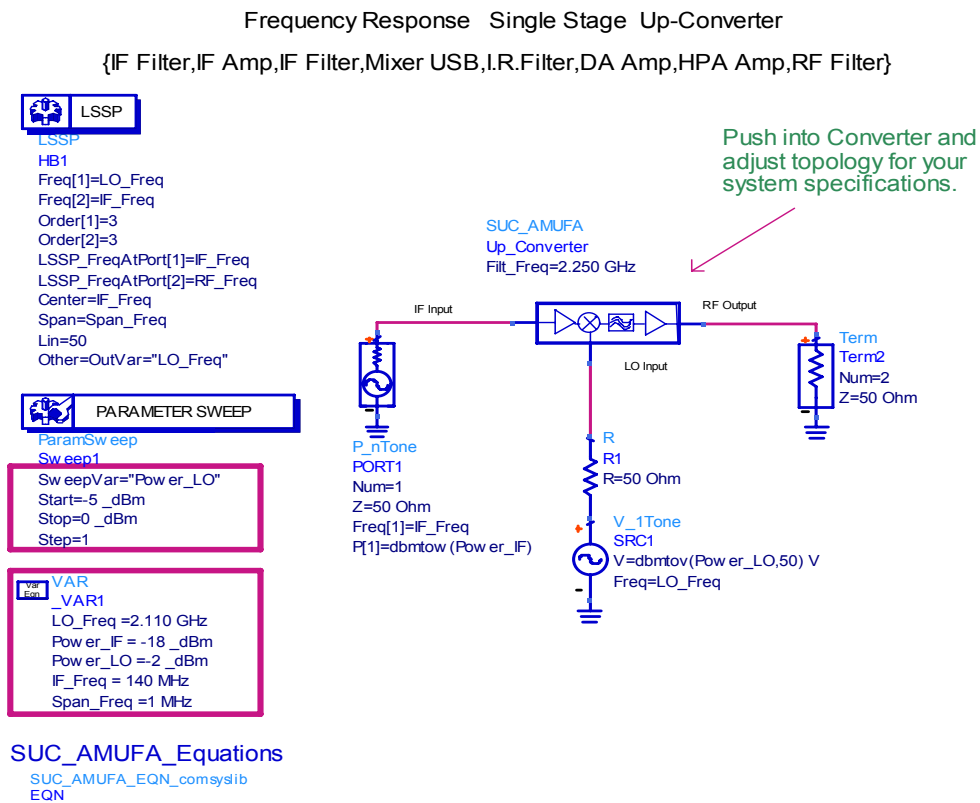 Frequency Response Single Stage Up-Converter
{IF Filter,IF Amp,IF Filter,Mixer USB,I.R.Filter,DA Amp,HPA Amp,RF Filter}
LSSP
LSSP
HB1
Freq[1]=LO_Freq
Freq[2]=IF_Freq
Order[1]=3
Order[2]=3
LSSP_FreqAtPort[1]=IF_Freq
LSSP_FreqAtPort[2]=RF_Freq
Center=IF_Freq
Span=Span_Freq
Lin=50
Other=OutVar="LO_Freq"
PARAMETER SWEEP
ParamSweep
Sweep1
SweepVar="Power_LO"
Start=-5 _dBm
Stop=0 _dBm
Step=1
Var
Eqn
VAR
_VAR1
LO_Freq =2.110 GHz
Power_IF = -18 _dBm
Power_LO =-2 _dBm
IF_Freq = 140 MHz
Span_Freq =1 MHz
SUC_AMUFA_Equations
SUC_AMUFA_EQN_comsyslib
EQN
Push into Converter and
adjust topology for your
system specifications.
SUC_AMUFA
Up_Converter
Filt_Freq=2.250 GHz
IF Input
RF Output
LO Input
P_nTone
PORT1
Num=1
Z=50 Ohm
Freq[1]=IF_Freq
P[1]=dbmtow(Power_IF)
R
R1
R=50 Ohm
V_1Tone
SRC1
V=dbmtov(Power_LO,50) V
Freq=LO_Freq
Term
Term2
Num=2
Z=50 Ohm